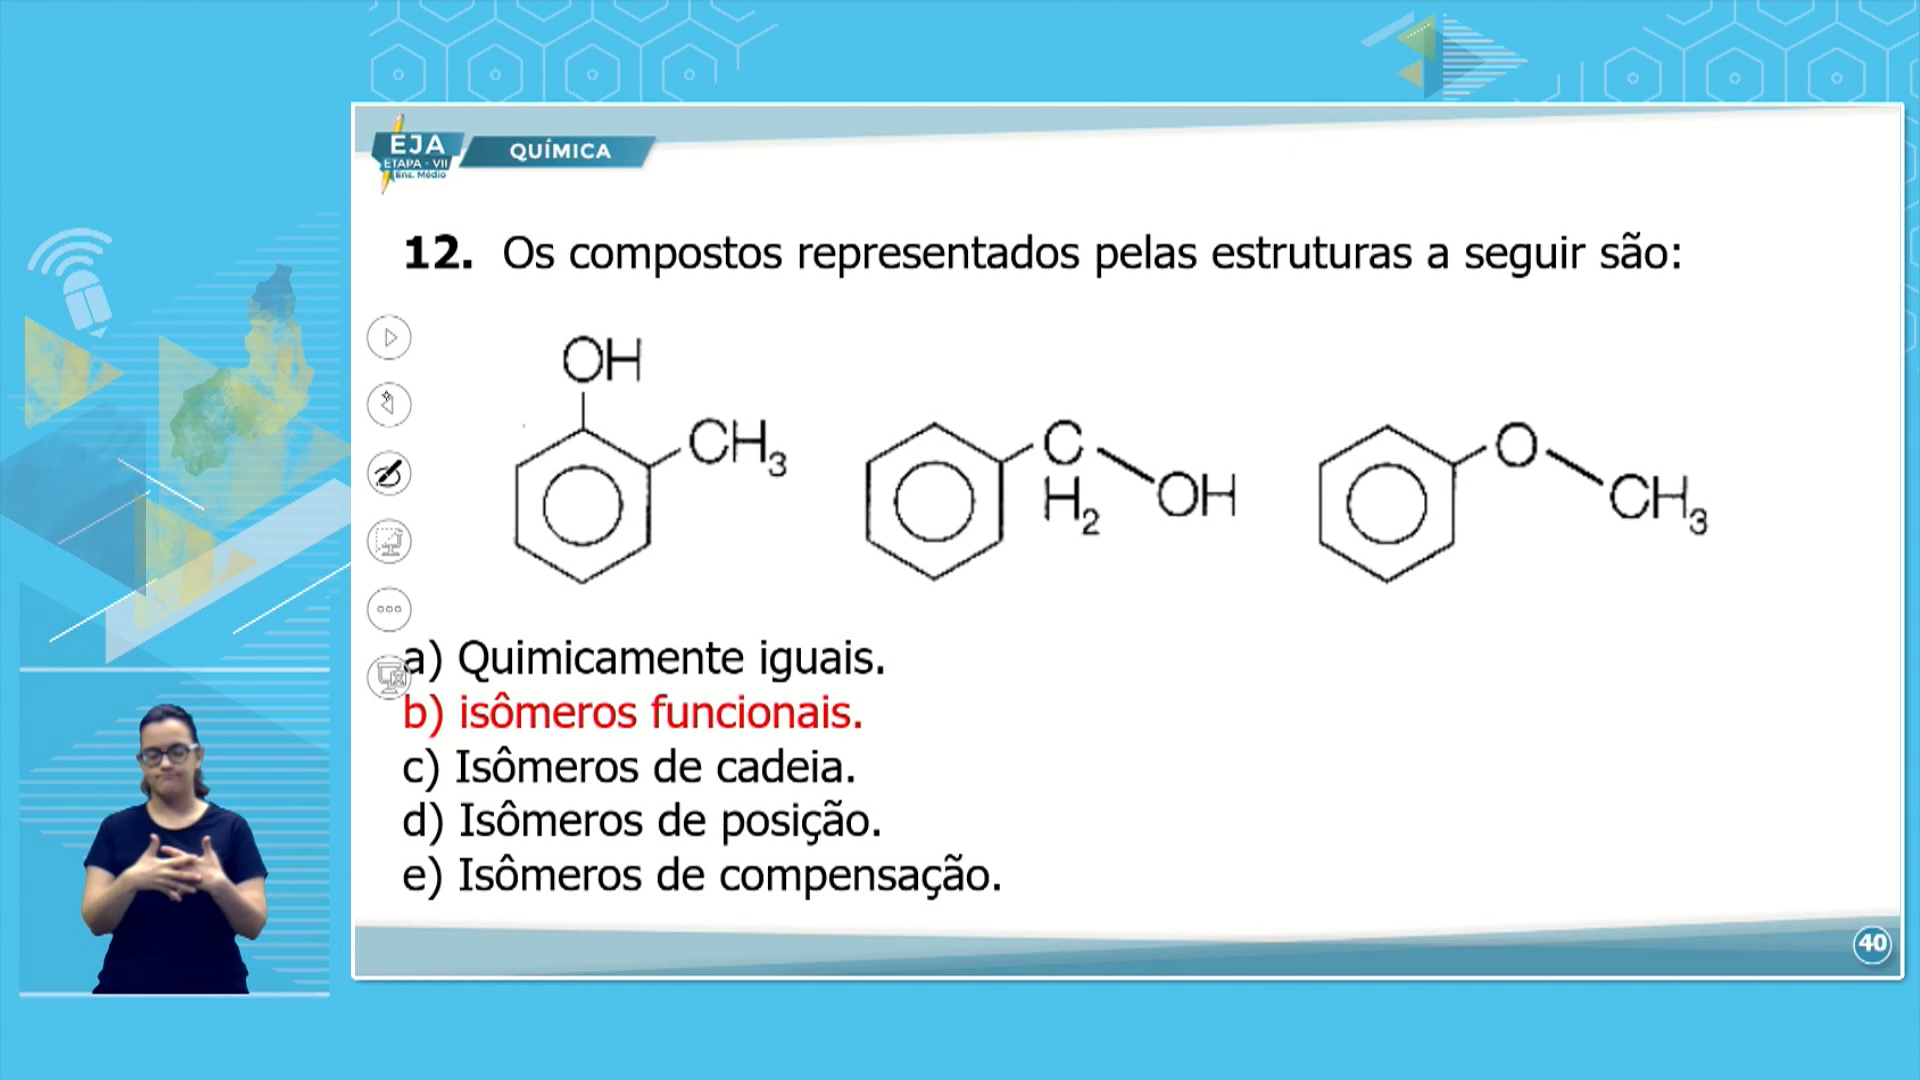 EJA
ETAPA - VII
Ens. Médio
QUÍMICA
12. Os compostos representados pelas estruturas a seguir são:
OH
CH3
C
H2
OH
O
CH3
a) Quimicamente iguais.
b) isômeros funcionais.
c) Isômeros de cadeia.
d) Isômeros de posição.
e) Isômeros de compensação.
40